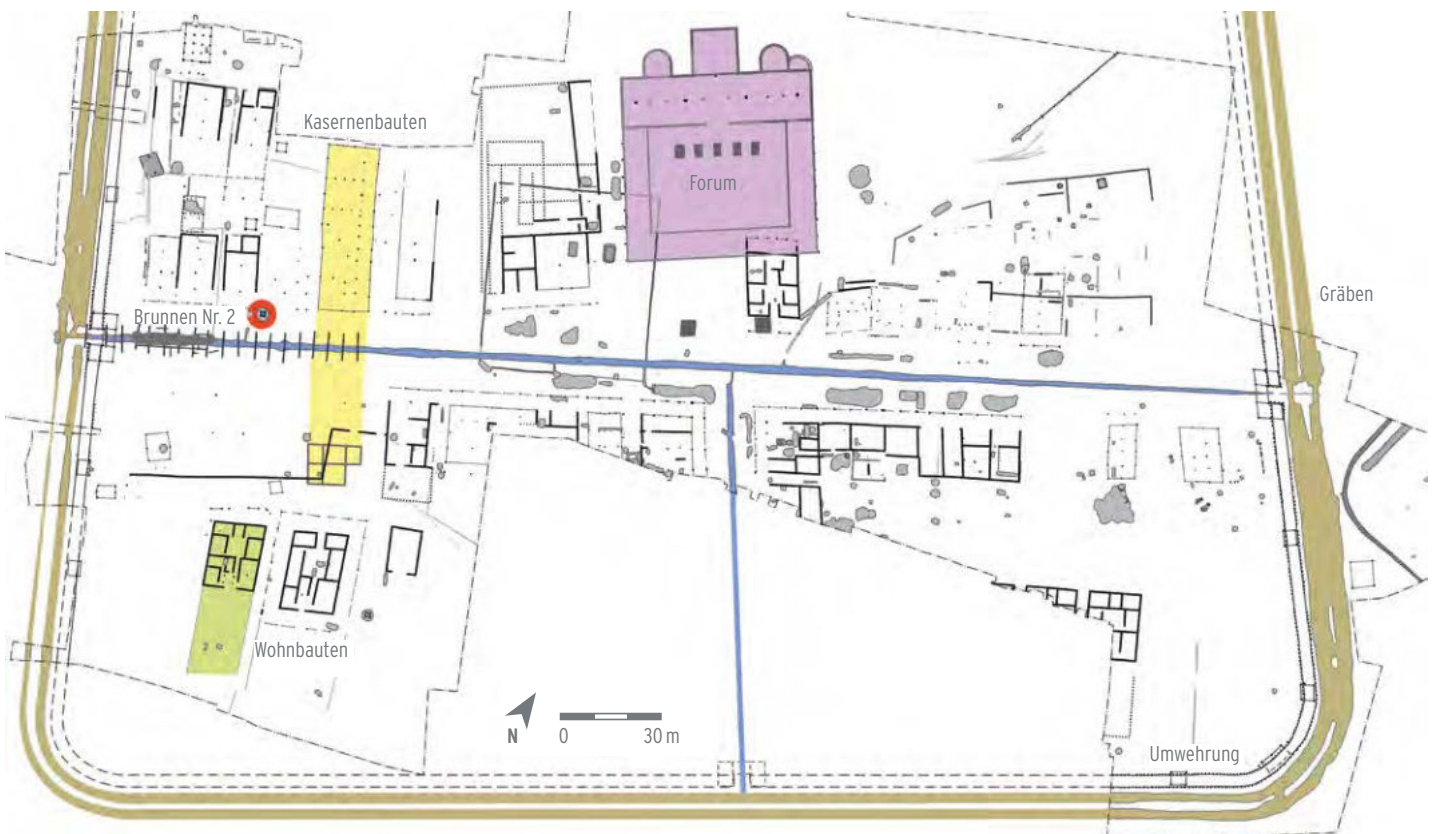 Kasernenbauten
Forum
Gräben
Brunnen Nr. 2
Wohnbauten
N
0 30 m
Umwehrung